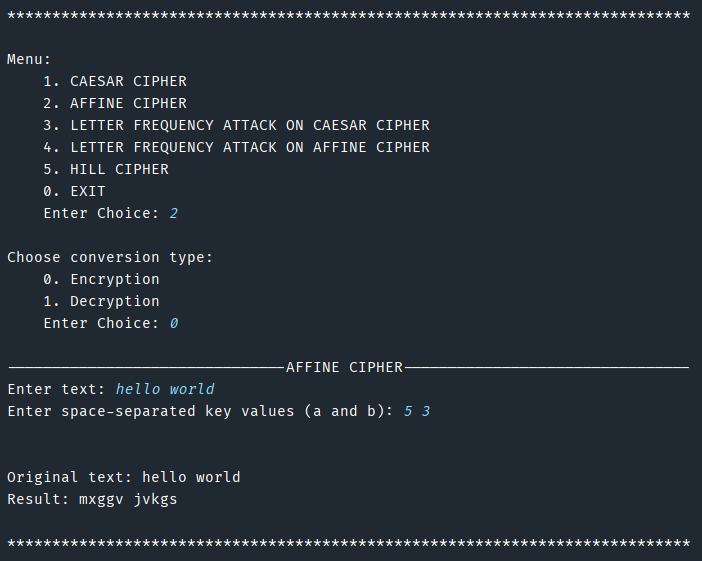 ****************************************************************************
Menu:
1. CAESAR CIPHER
2. AFFINE CIPHER
3. LETTER FREQUENCY ATTACK ON CAESAR CIPHER
4. LETTER FREQUENCY ATTACK ON AFFINE CIPHER
5. HILL CIPHER
0. EXIT
Enter Choice: 2
Choose conversion type:
0. Encryption
1. Decryption
Enter Choice: 0
-------------------------------AFFINE CIPHER--------------------------------
Enter text: hello world
Enter space-separated key values (a and b): 5 3
Original text: hello world
Result: mxggv jvkgs
****************************************************************************